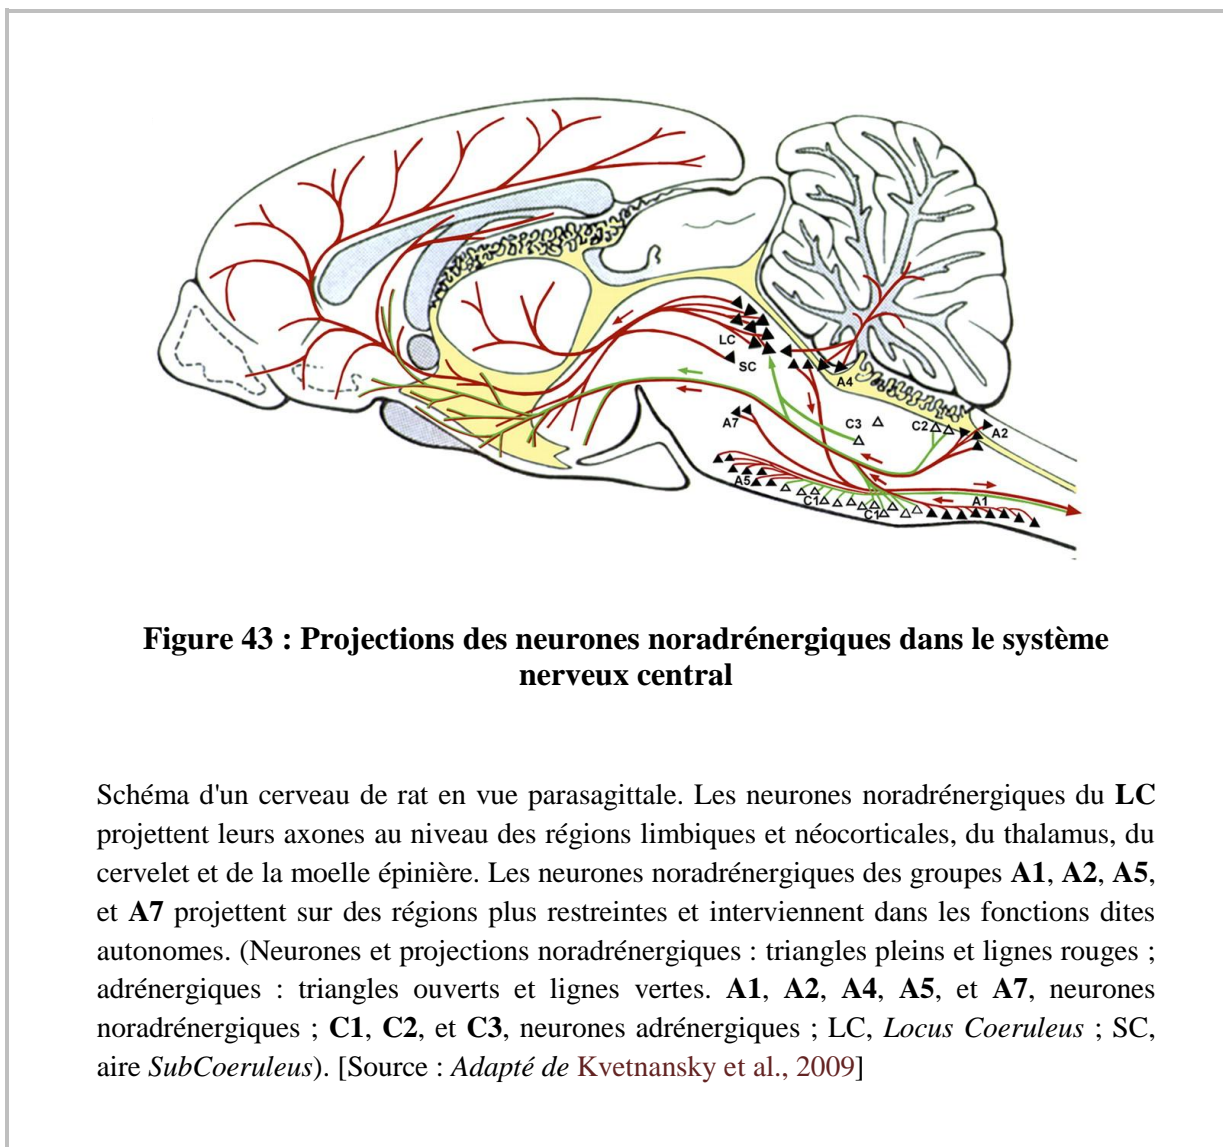 LC
SC
A4
A7
C3
C2
A2
A5
C1
C1
A1
Figure 43 : Projections des neurones noradrénergiques dans le système
nerveux central
Schéma d'un cerveau de rat en vue parasagittale. Les neurones noradrénergiques du LC
projettent leurs axones au niveau des régions limbiques et néocorticales, du thalamus, du
cervelet et de la moelle épinière. Les neurones noradrénergiques des groupes A1, A2, A5,
et A7 projettent sur des régions plus restreintes et interviennent dans les fonctions dites
autonomes. (Neurones et projections noradrénergiques : triangles pleins et lignes rouges ;
adrénergiques : triangles ouverts et lignes vertes. A1, A2, A4, A5, et A7, neurones
noradrénergiques ; C1, C2, et C3, neurones adrénergiques ; LC, Locus Coeruleus ; SC,
aire SubCoeruleus). [Source : Adapté de Kvetnansky et al., 2009]